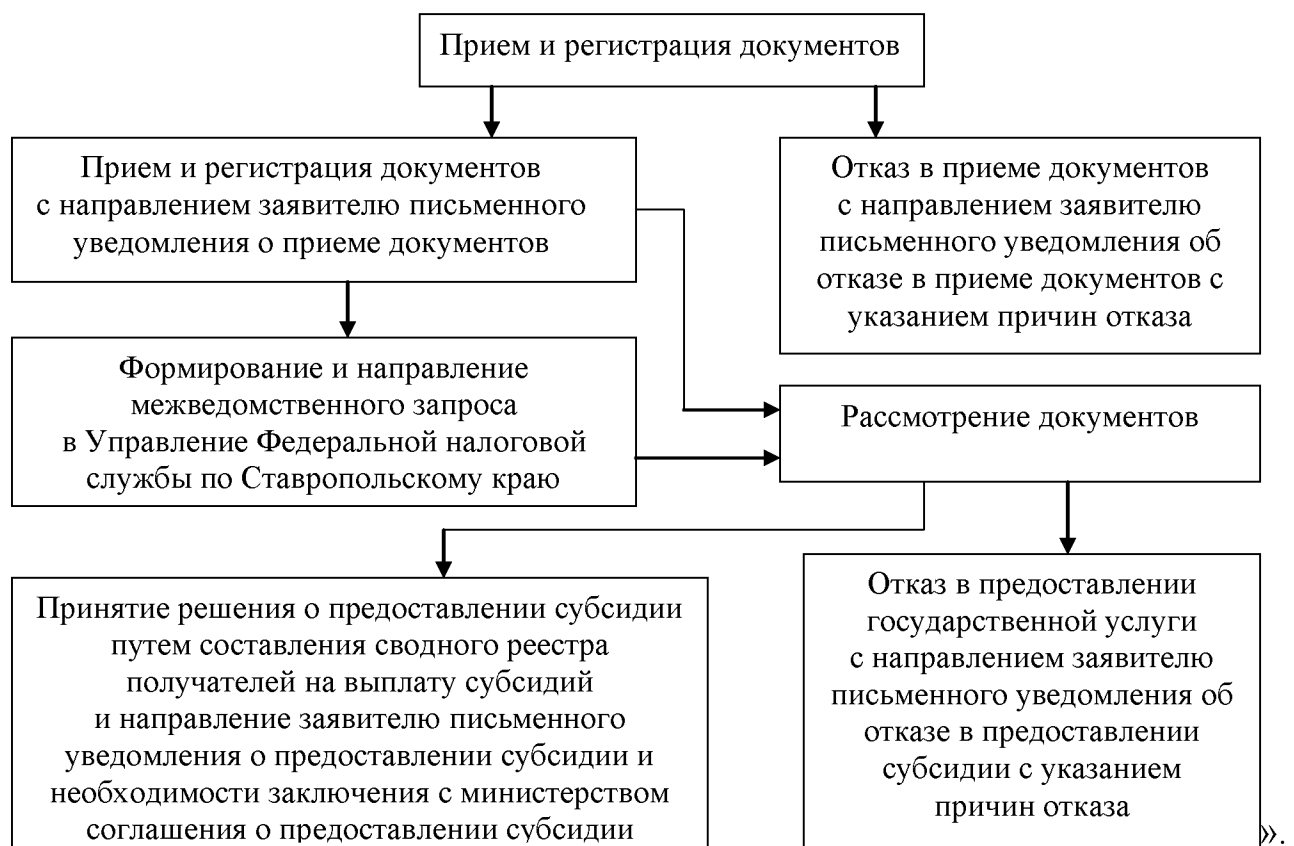 Прием и регистрация документов
Прием и регистрация документов
с направлением заявителю письменного
уведомления о приеме документов
Отказ в приеме документов
с направлением заявителю
письменного уведомления об
отказе в приеме документов с
указанием причин отказа
Формирование и направление
межведомственного запроса
в Управление Федеральной налоговой
службы по Ставропольскому краю
Рассмотрение документов
Принятие решения о предоставлении субсидии
путем составления сводного реестра
получателей на выплату субсидий
и направление заявителю письменного
уведомления о предоставлении субсидии и
необходимости заключения с министерством
соглашения о предоставлении субсидии
Отказ в предоставлении
государственной услуги
с направлением заявителю
письменного уведомления об
отказе в предоставлении
субсидии с указанием
причин отказа
».